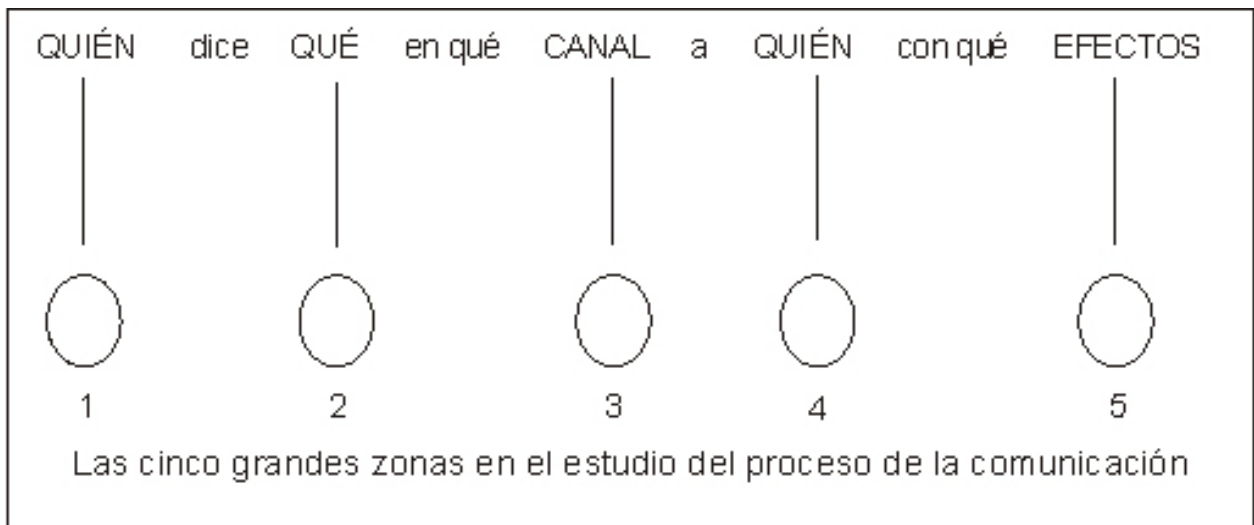 QUIÉN dice QUÉ en qué CANAL a QUIÉN con qué EFECTOS
1 2 3 4 5
Las cinco grandes zonas en el estudio del proceso de la comunicación